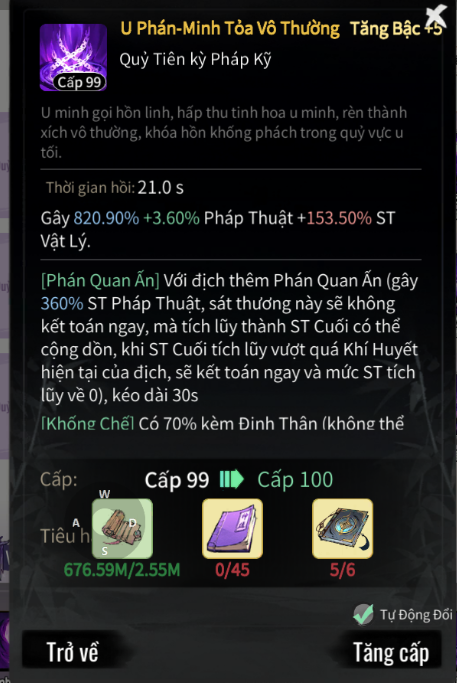 U Phán-Minh Tỏa Vô Thường Tăng Bậc +5
Cấp 99
Quỷ Tiên kỳ Pháp Kỹ
U minh gọi hồn linh, hấp thu tinh hoa u minh, rèn thành
xích vô thường, khóa hồn khống phách trong quỷ vực u
tối.
Thời gian hồi: 21.0 s
Gây 820.90% +3.60% Pháp Thuật +153.50% ST
Vật Lý.
[Phán Quan Ấn] Với địch thêm Phán Quan Ấn (gây
360% ST Pháp Thuật, sát thương này sẽ không
kết toán ngay, mà tích lũy thành ST Cuối có thể
cộng dồn, khi ST Cuối tích lũy vượt quá Khí Huyết
hiện tại của địch, sẽ kết toán ngay và mức ST tích
lũy về 0), kéo dài 30s
[Khống Chế] Có 70% kèm Định Thân (không thể
Cấp: Cấp 99 Cấp 100
W
A D
S
Tiêu h
676.59M/2.55M 0/45 5/6
Tự Động Đổi
Trở về Tăng cấp